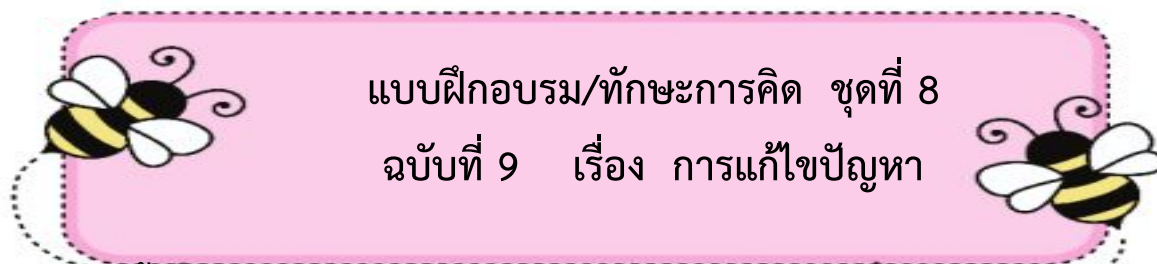 แบบฝึกอบรม/ทักษะการคิด ชุดที่ 8
ฉบับที่ 9 เรื่อง การแก้ไขปัญหา